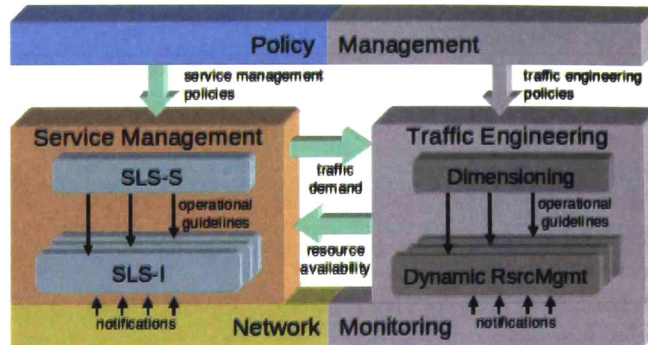 Policy Management
service management
policies
traffic engineering
policies
Service Management
Traffic Engineering
SLS-S
traffic
demand
Dimensioning
operational
guidelines
operational
guidelines
resource
availability
SLS-I
Dynamic RsrcMgmt
notifications
notifications
Network Monitoring